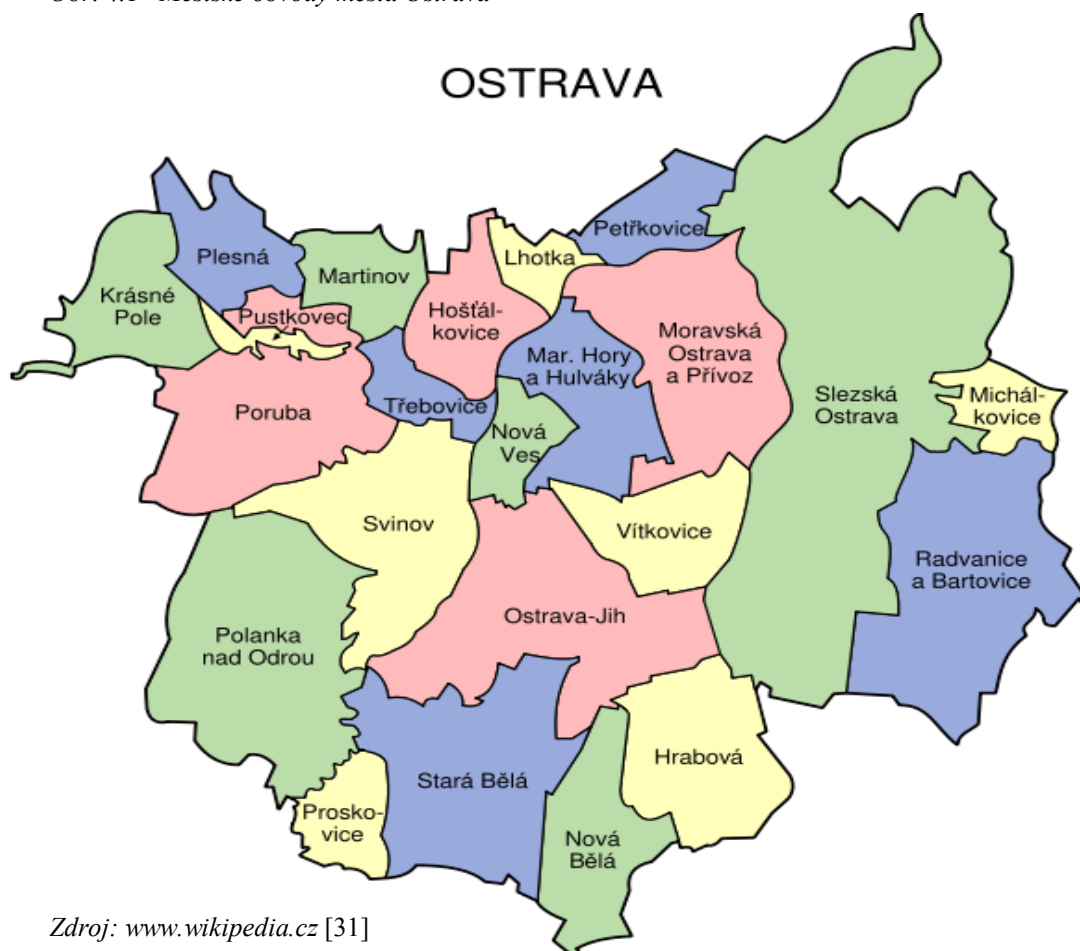 OSTRAVA
Petřkovice
Plesná
Lhotka
Martinov
Krásné
Pole
Pustkovec
Hošťál-
kovice
Moravská
Ostrava
a Přívoz
Mar. Hory
a Hulváky
Slezská
Ostrava
Michál-
kovice
Poruba
Třebovice
Nová
Ves
Svinov
Vítkovice
Radvanice
a Bartovice
Ostrava-Jih
Polanka
nad Odrou
Hrabová
Stará Bělá
Prosko-
vice
Nová
Bělá
Zdroj: www.wikipedia.cz [31]